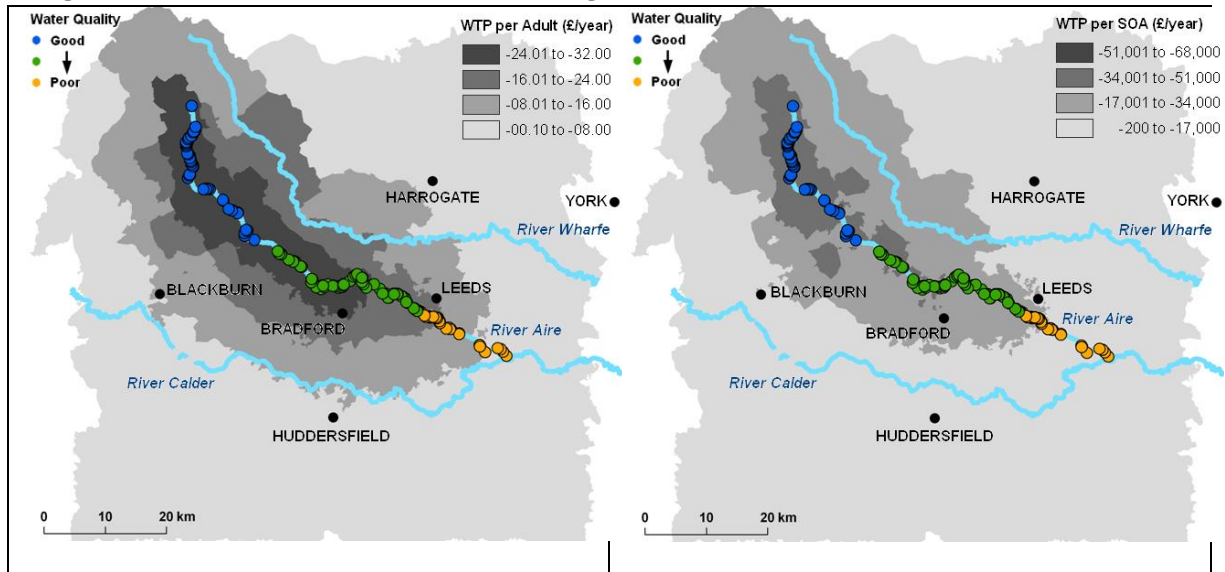 Water Quality
Good
Poor
WTP per Adult (£/year)
-24.01 to -32.00
-16.01 to -24.00
-08.01 to -16.00
-00.10 to -08.00
HARROGATE
YORK
River Wharfe
BLACKBURN
LEEDS
BRADFORD
River Aire
River Calder
HUDDERSFIELD
0 10 20 km
Water Quality
Good
Poor
WTP per SOA (£/year)
-51,001 to -68,000
-34,001 to -51,000
-17,001 to -34,000
-200 to -17,000
HARROGATE
YORK
River Wharfe
BLACKBURN
LEEDS
BRADFORD
River Aire
River Calder
HUDDERSFIELD
0 10 20 km